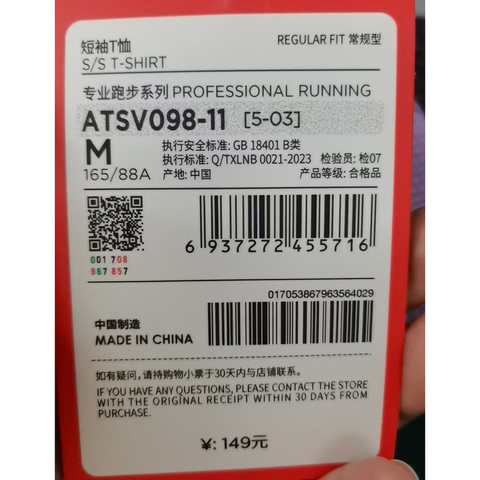 短袖T恤
REGULAR FIT 常规型
S/S T-SHIRT
专业跑步系列 PROFESSIONAL RUNNING
ATSV098-11 [5-03]
M
165/88A
执行安全标准: GB 18401 B类
执行标准: Q/TXLNB 0021-2023 检验员: 检07
产地: 中国
产品等级: 合格品
6 937272 455716
001 708
967 857
017053867963564029
中国制造
MADE IN CHINA
如有疑问，请持购物小票于30天内与店铺联系。
IF YOU HAVE ANY QUESTIONS, PLEASE CONTACT THE STORE
WITH THE ORIGINAL RECEIPT WITHIN 30 DAYS FROM
PURCHASE.
¥: 149元